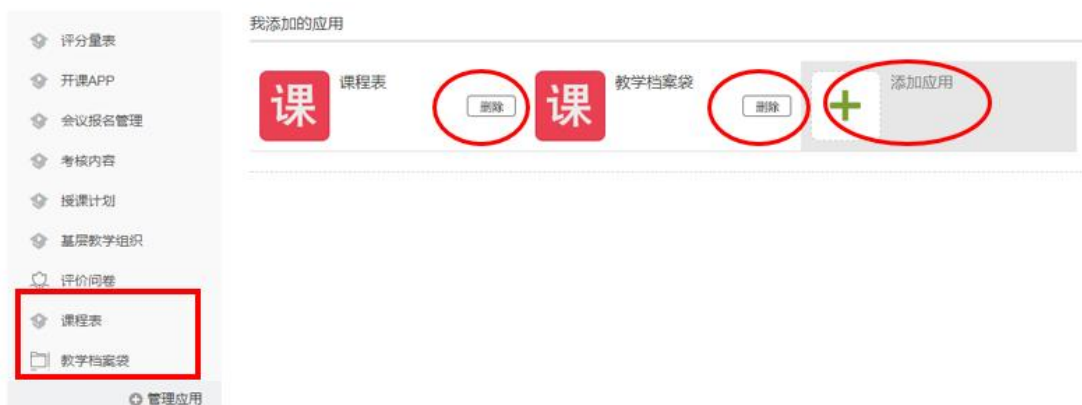 我添加的应用
评分量表
开课APP
会议报名管理
考核内容
授课计划
基层教学组织
评价问卷
课程表
教学档案袋
管理应用
课
课程表
删除
课
教学档案袋
删除
添加应用